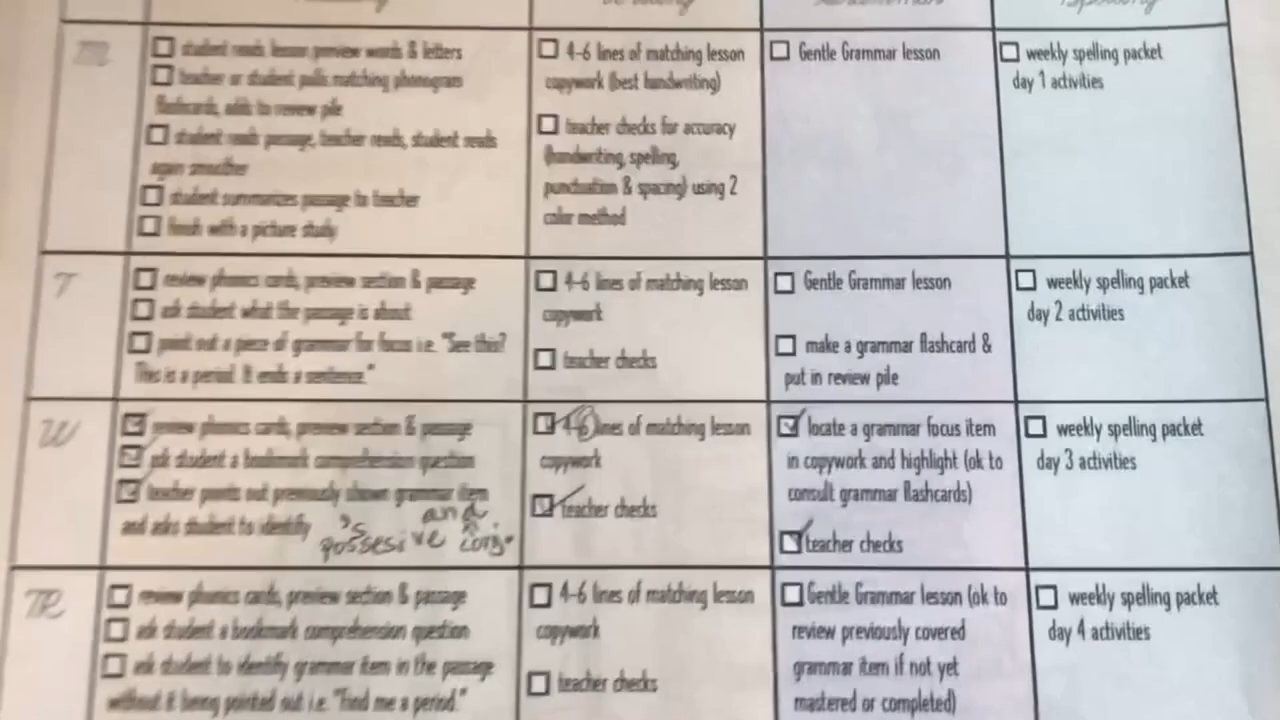 M
student reads lesson preview words & letters
teacher or student pulls matching phonogram
flashcards, adds to review pile
student reads passage, teacher reads, student reads
again smoother
student summarizes passage to teacher
finish with a picture study
4-6 lines of matching lesson
copywork (best handwriting)
teacher checks for accuracy
(handwriting, spelling,
punctuation & spacing) using 2
color method
Gentle Grammar lesson
weekly spelling packet
day 1 activities
T
review phonics cards, preview section & passage
ask student what the passage is about
point out a piece of grammar for focus i.e. "See this?
This is a period. It ends a sentence."
4-6 lines of matching lesson
copywork
teacher checks
Gentle Grammar lesson
make a grammar flashcard &
put in review pile
weekly spelling packet
day 2 activities
W
review phonics cards, preview section & passage
ask student a bookmark comprehension question
teacher points out previously shown grammar item
and asks student to identify
's and
possesive conj.
4-6 lines of matching lesson
copywork
teacher checks
locate a grammar focus item
in copywork and highlight (ok to
consult grammar flashcards)
teacher checks
weekly spelling packet
day 3 activities
TR
review phonics cards, preview section & passage
ask student a bookmark comprehension question
ask student to identify grammar item in the passage
without it being pointed out i.e. "Find me a period."
4-6 lines of matching lesson
copywork
teacher checks
Gentle Grammar lesson (ok to
review previously covered
grammar item if not yet
mastered or completed)
weekly spelling packet
day 4 activities